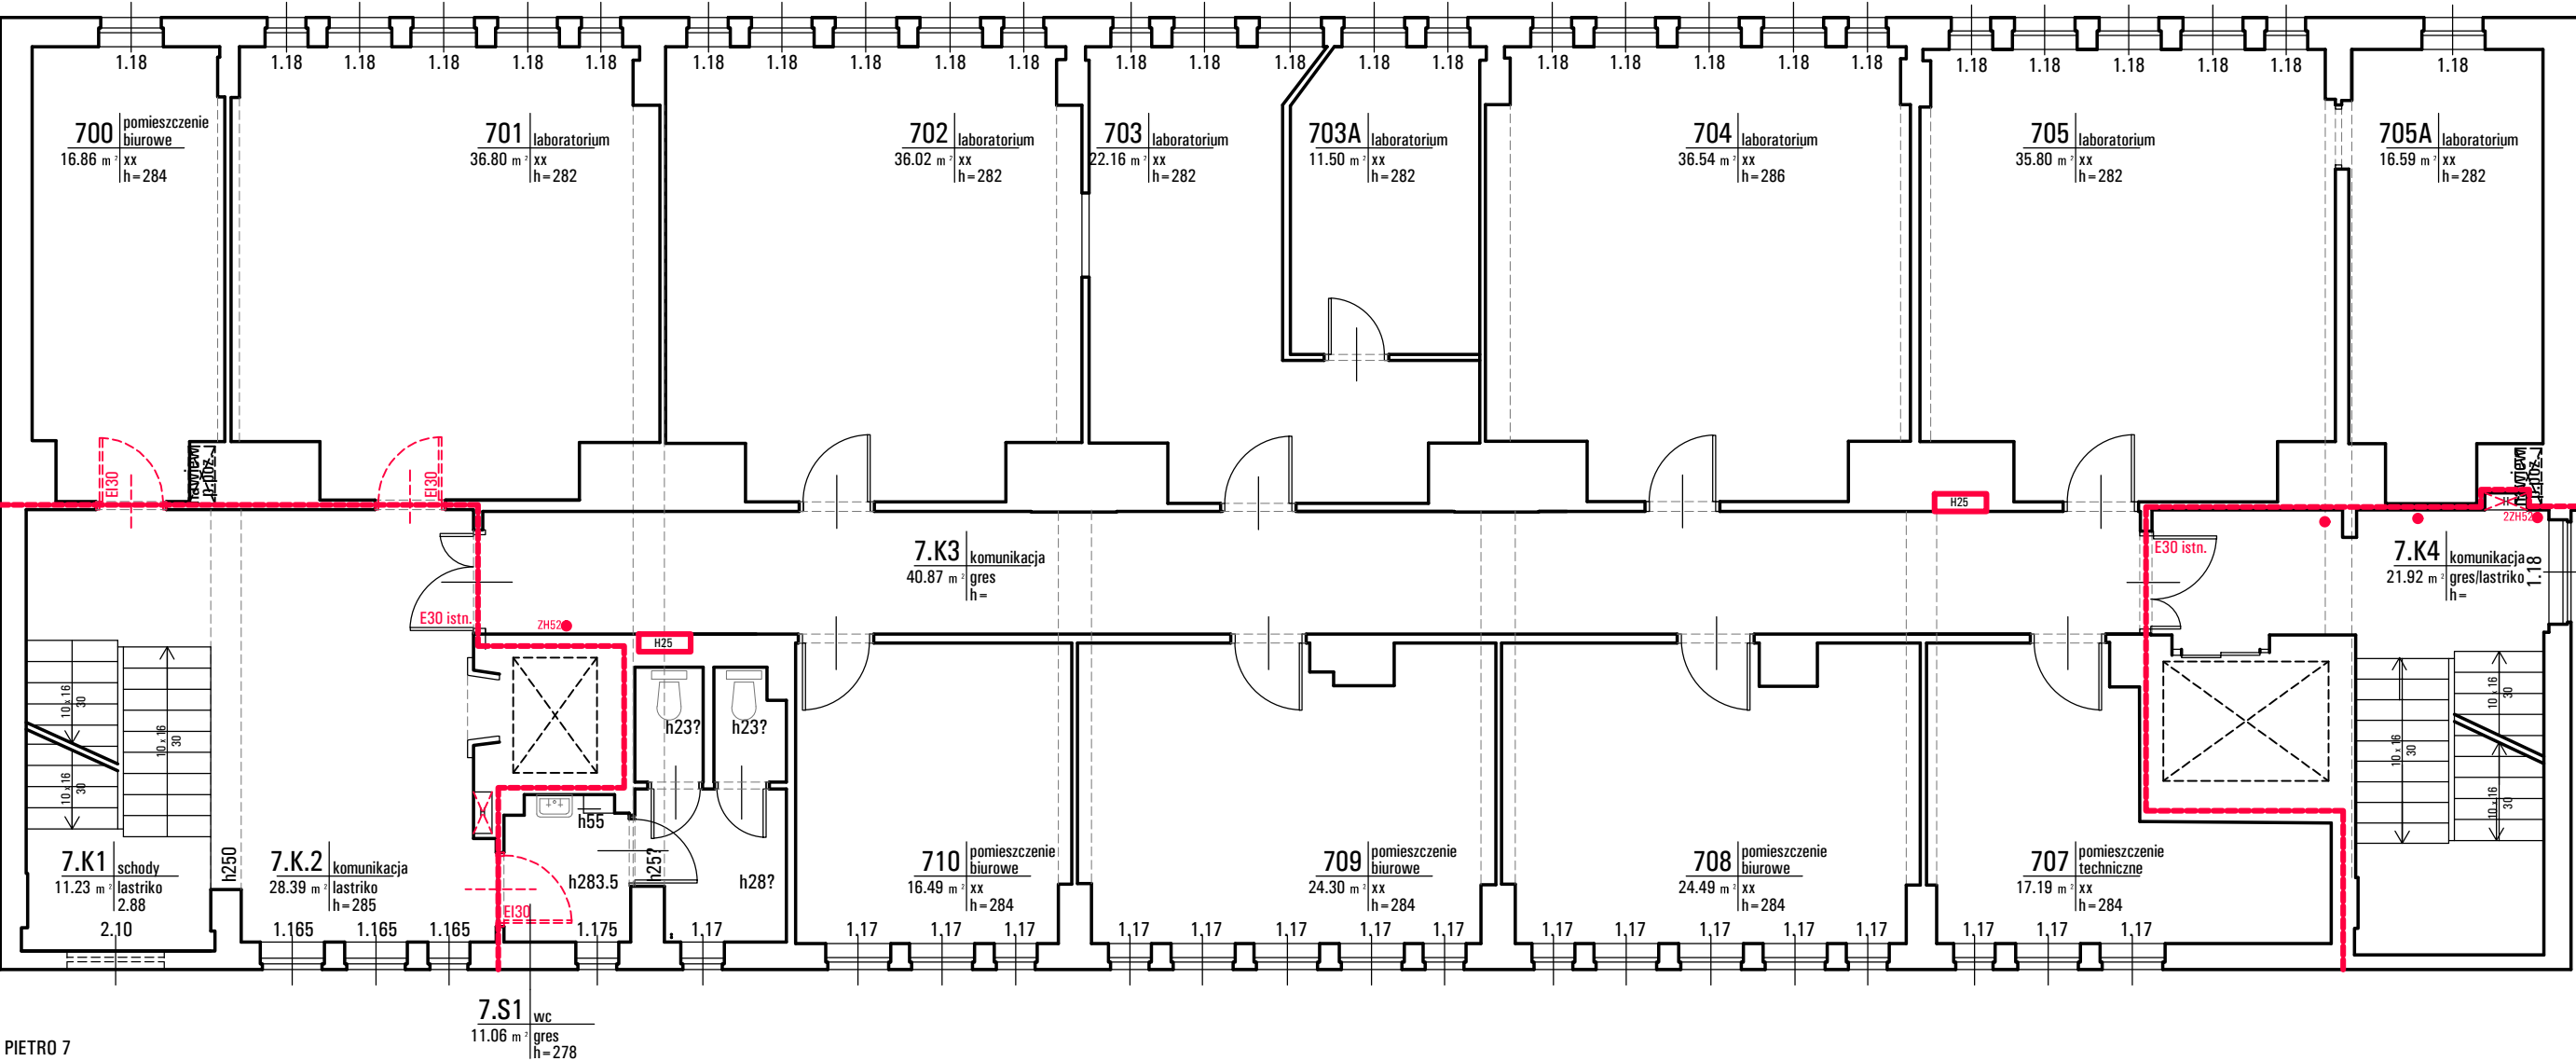 1.18 1.18 1.18 1.18 1.18 1.18 1.18 1.18 1.18 1.18 1.18 1.18 1.18 1.18 1.18 1.18 1.18 1.18 1.18 1.18 1.18 1.18 1.18 1.18 1.18 1.18 1.18
700 pomieszczenie biurowe
16.86 m² xx
h=284
701 laboratorium
36.80 m² xx
h=282
702 laboratorium
36.02 m² xx
h=282
703 laboratorium
22.16 m² xx
h=282
703A laboratorium
11.50 m² xx
h=282
704 laboratorium
36.54 m² xx
h=286
705 laboratorium
35.80 m² xx
h=282
705A laboratorium
16.59 m² xx
h=282
EI30
nawiew
p.poż.
EI30
H25
nawiew
p.poż.
H
2ZH52
E30 istn.
7.K3 komunikacja
40.87 m² gres
h=
E30 istn.
7.K4 komunikacja
21.92 m² gres/lastriko
h=
1.18
ZH52
H25
10 x 16
30
10 x 16
30
10 x 16
30
h23?
h23?
10 x 16
30
10 x 16
30
10 x 16
30
H
h55
h250
h25?
h283.5
h28?
EI30
7.K1 schody
11.23 m² lastriko
2.88
7.K.2 komunikacja
28.39 m² lastriko
h=285
710 pomieszczenie biurowe
16.49 m² xx
h=284
709 pomieszczenie biurowe
24.30 m² xx
h=284
708 pomieszczenie biurowe
24.49 m² xx
h=284
707 pomieszczenie techniczne
17.19 m² xx
h=284
2.10 1.165 1.165 1.165 1.175 1.17 1.17 1.17 1.17 1.17 1.17 1.17 1.17 1.17 1.17 1.17 1.17 1.17 1.17 1.17 1.17 1.17
7.S1 wc
11.06 m² gres
h=278
PIETRO 7